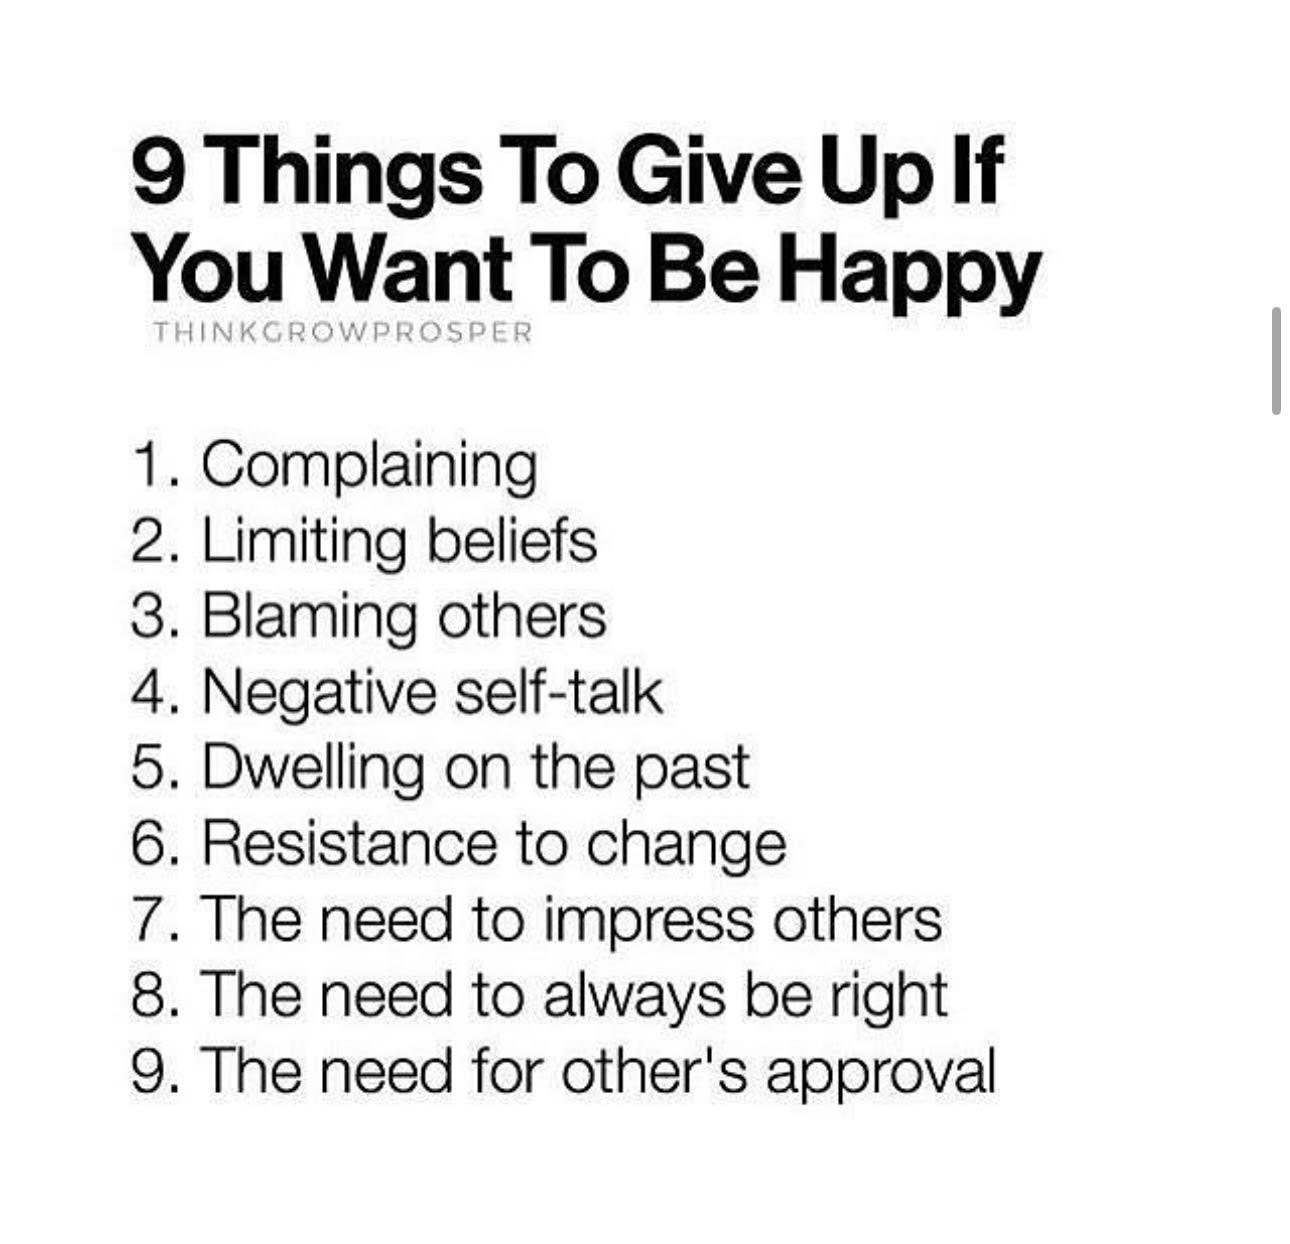 9 Things To Give Up If
You Want To Be Happy
THINKGROWPROSPER
1. Complaining
2. Limiting beliefs
3. Blaming others
4. Negative self-talk
5. Dwelling on the past
6. Resistance to change
7. The need to impress others
8. The need to always be right
9. The need for other's approval